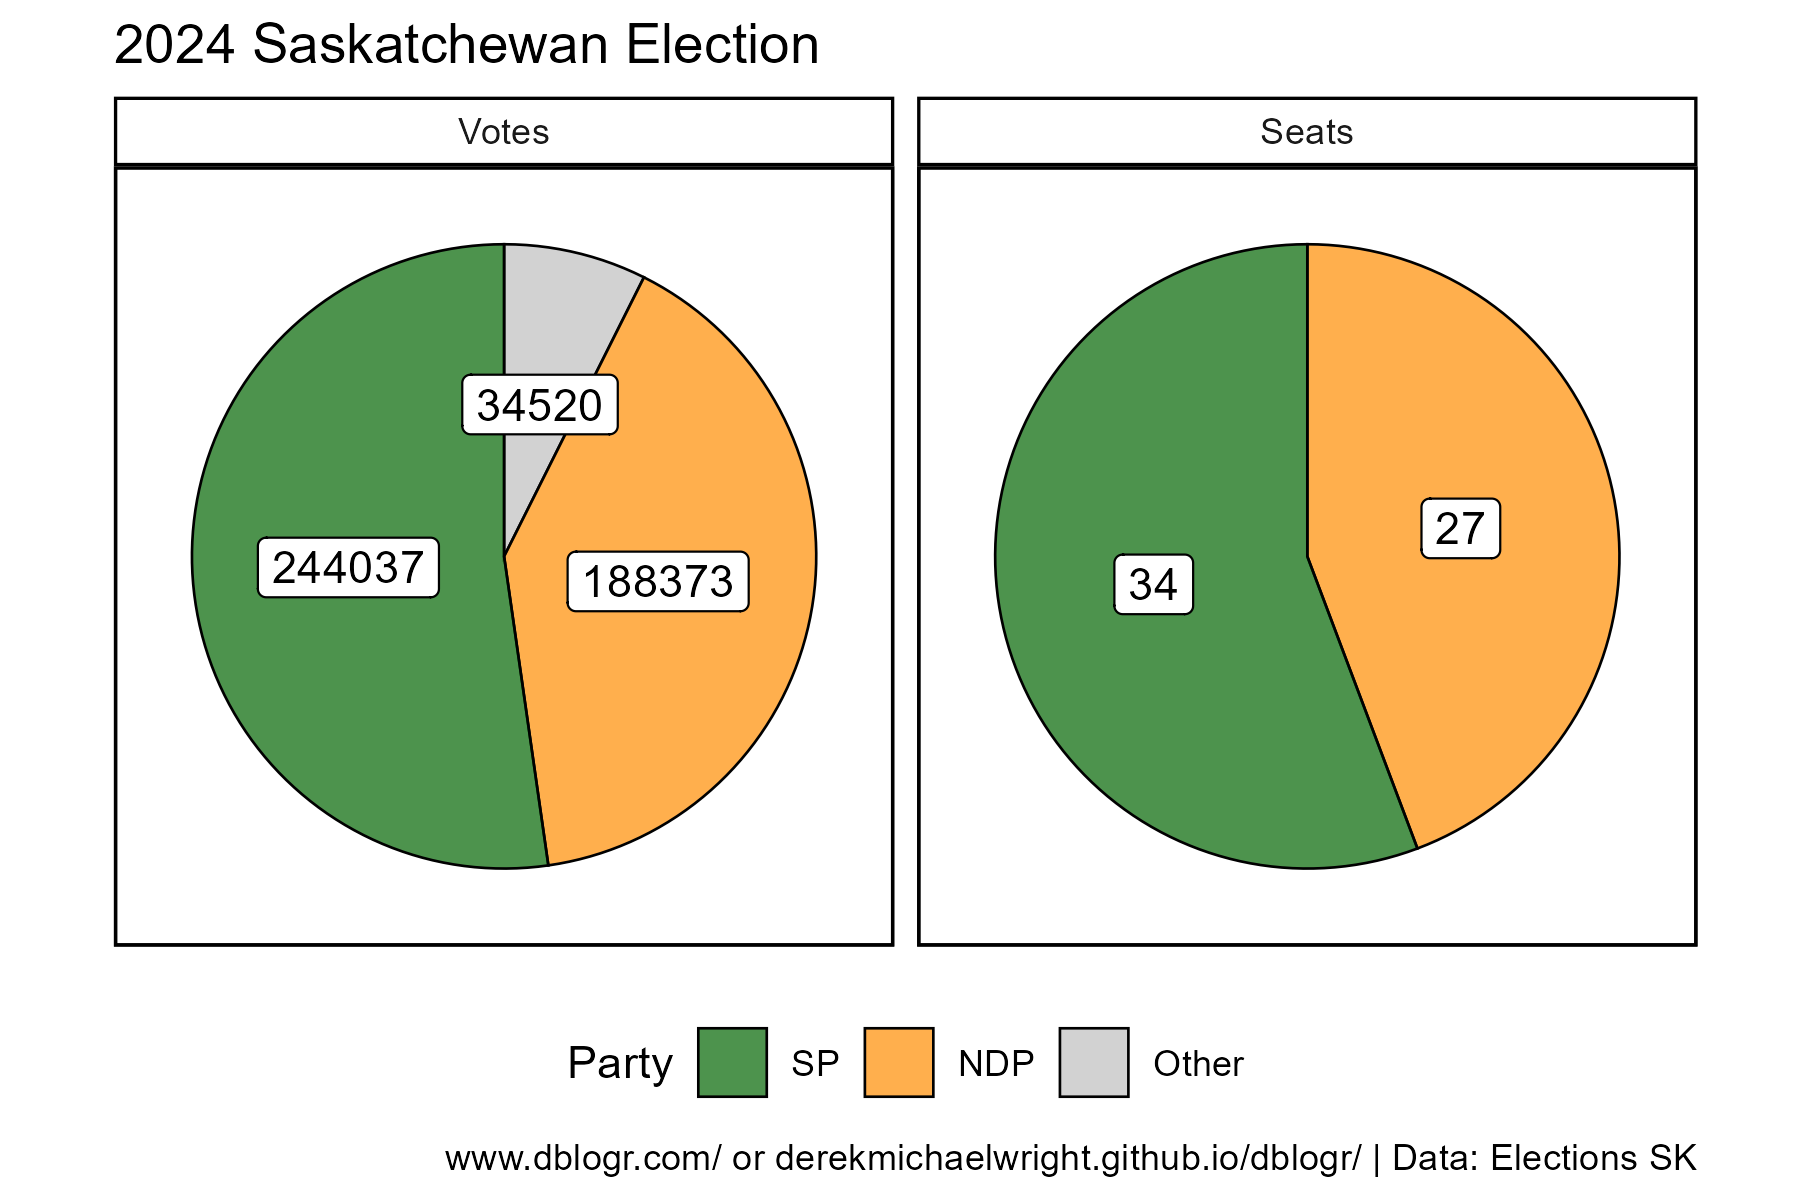 2024 Saskatchewan Election
Votes
Seats
34520
244037
188373
27
34
Party
SP
NDP
Other
www.dblogr.com/ or derekmichaelwright.github.io/dblogr/ | Data: Elections SK